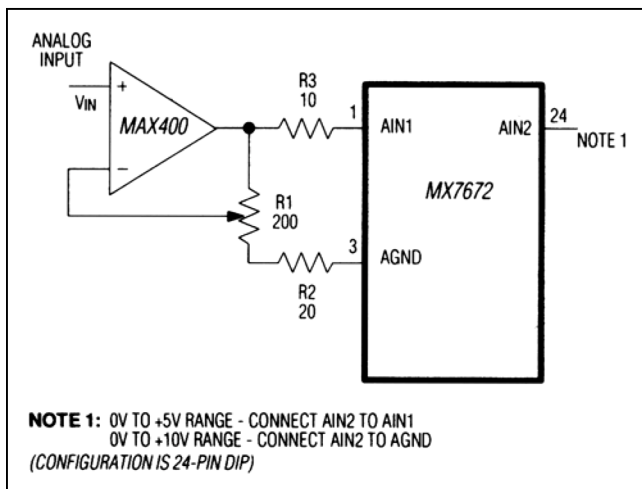 ANALOG
INPUT
VIN
+
MAX400
−
R3
10
1
AIN1
AIN2
24
NOTE 1
MX7672
R1
200
3
AGND
R2
20
NOTE 1: 0V TO +5V RANGE - CONNECT AIN2 TO AIN1
0V TO +10V RANGE - CONNECT AIN2 TO AGND
(CONFIGURATION IS 24-PIN DIP)